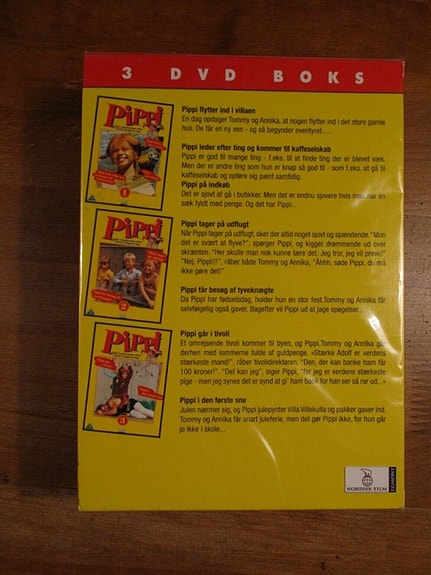 3 DVD BOKS
Pippi
1
Pippi flytter ind i villaen
En dag opdager Tommy og Annika, at nogen flytter ind i det store gamle
hus. De får en ny ven - og så begynder eventyret....
Pippi leder efter ting og kommer til kaffeselskab
Pippi er god til mange ting - f.eks. til at finde ting der er blevet væk.
Men der er andre ting som hun er knap så god til - som f.eks. at gå til
kaffeselskab og opføre sig pænt samtidig.
Pippi på indkøb
Det er sjovt at gå i butikker. Men det er endnu sjovere hvis man har en
sæk fyldt med penge. Og det har Pippi...
Pippi
2
Pippi tager på udflugt
Når Pippi tager på udflugt, sker der altid noget sjovt og spændende. "Mon
det er svært at flyve?", spørger Pippi, og kigger drømmende ud over
skrænten. "Her skulle man nok kunne lære det. Jeg tror, jeg vil prøve!"
"Nej, Pippi!!!", råber både Tommy og Annika, "Åhhh, søde Pippi, du må
ikke gøre det!"
Pippi får besøg af tyveknægte
Da Pippi har fødselsdag, holder hun en stor fest. Tommy og Annika får
selvfølgelig også gaver. Bagefter vil Pippi ud at jage spøgelser...
Pippi
3
Pippi går i tivoli
Et omrejsende tivoli kommer til byen, og Pippi, Tommy og Annika går
derhen med lommerne fulde af guldpenge. «Stærke Adolf er verdens
stærkeste mand!", råber tivolidirektøren. "Den, der kan banke ham får
100 kroner!". "Det kan jeg", siger Pippi, "for jeg er verdens stærkeste
pige - men jeg synes det er synd at gi' ham bank for han ser så rar ud...»
Pippi i den første sne
Julen nærmer sig, og Pippi julepynter Villa Villekulla og pakker gaver ind.
Tommy og Annika får snart juleferie, men det gør Pippi ikke, for hun går
jo ikke i skole...
NORDISK FILM
EGMONT